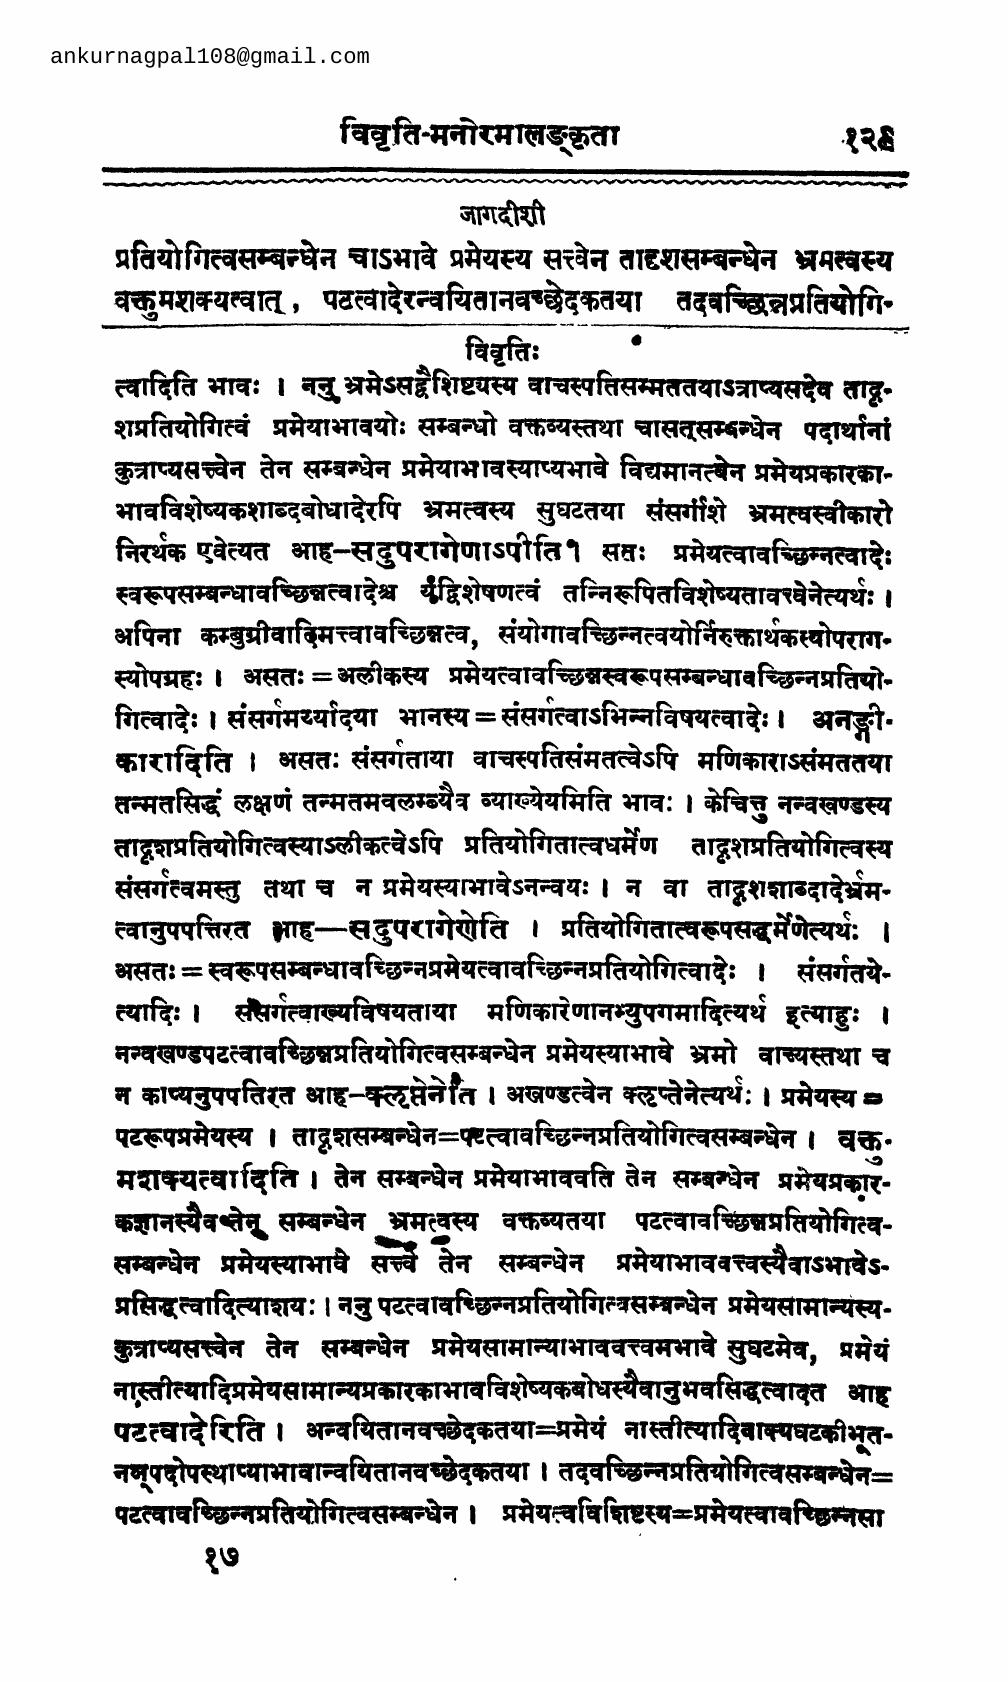 ankurnagpal108@gmail.com
विवृति-मनोरमालङ्कृता १२९
जागदीशी
प्रतियोगित्वसम्बन्धेन चाऽभावे प्रमेयस्य सत्त्वेन तादृशसम्बन्धेन भ्रमत्वस्य
वक्तुमशक्यत्वात्, पटत्वादेरन्वयितानवच्छेदकतया तदवच्छिन्नप्रतियोगि-
विवृतिः
त्वादिति भावः । ननु भ्रमेऽसद्वैशिष्ट्यस्य वाचस्पतिसम्मततयाऽत्राप्यसदेव तादृ-
शप्रतियोगित्वं प्रमेयाभावयोः सम्बन्धो वक्तव्यस्तथा चासत्सम्बन्धेन पदार्थानां
कुत्राप्यसत्त्वेन तेन सम्बन्धेन प्रमेयाभावस्याप्यभावे विद्यमानत्वेन प्रमेयप्रकारका-
भावविशेष्यकशाब्दबोधादेरपि भ्रमत्वस्य सुघटतया संसर्गांशे भ्रमत्वस्वीकारो
निरर्थक एवेत्यत आह–सदुपरागेणाऽपीति। सतः प्रमेयत्वावच्छिन्नत्वादेः
स्वरूपसम्बन्धावच्छिन्नत्वादेश्च यद्विशेषणत्वं तन्निरूपितविशेष्यतावत्त्वेनेत्यर्थः ।
अपिना कम्बुग्रीवादिमत्त्वावच्छिन्नत्व, संयोगावच्छिन्नत्वयोर्निरुक्तार्थकस्योपराग-
स्योपग्रहः । असतः = अलीकस्य प्रमेयत्वावच्छिन्नस्वरूपसम्बन्धावच्छिन्नप्रतियो-
गित्वादेः । संसर्गमर्य्यादया भानस्य = संसर्गत्वाऽभिन्नविषयत्वादेः । अनङ्गी-
कारादिति । असतः संसर्गताया वाचस्पतिसंमतत्वेऽपि मणिकाराऽसंमततया
तन्मतसिद्धं लक्षणं तन्मतमवलम्ब्यैव व्याख्येयमिति भावः । केचित्तु नन्वखण्डस्य
तादृशप्रतियोगित्वस्याऽलीकत्वेऽपि प्रतियोगितात्वधर्मेण तादृशप्रतियोगित्वस्य
संसर्गत्वमस्तु तथा च न प्रमेयस्याभावेऽनन्वयः । न वा तादृशशाब्दादेर्भ्रम-
त्वानुपपत्तिरत आह—सदुपरागेणेति । प्रतियोगितात्वरूपसद्धर्मेणेत्यर्थः ।
असतः = स्वरूपसम्बन्धावच्छिन्नप्रमेयत्वावच्छिन्नप्रतियोगित्वादेः । संसर्गतये-
त्यादिः । संसर्गत्वाख्यविषयताया मणिकारेणानभ्युपगमादित्यर्थ इत्याहुः ।
नन्वखण्डपटत्वावच्छिन्नप्रतियोगित्वसम्बन्धेन प्रमेयस्याभावे भ्रमो वाच्यस्तथा च
न काप्यनुपपतिरत आह–क्लृप्तेनेति । अखण्डत्वेन क्लृप्तेनेत्यर्थः । प्रमेयस्य =
पटरूपप्रमेयस्य । तादृशसम्बन्धेन=पटत्वावच्छिन्नप्रतियोगित्वसम्बन्धेन । वक्तु-
मशक्यत्वादिति । तेन सम्बन्धेन प्रमेयाभाववति तेन सम्बन्धेन प्रमेयप्रकार-
कज्ञानस्यैव तेन सम्बन्धेन भ्रमत्वस्य वक्तव्यतया पटत्वावच्छिन्नप्रतियोगित्व-
सम्बन्धेन प्रमेयस्याभावे सत्त्वे तेन सम्बन्धेन प्रमेयाभाववत्त्वस्यैवाऽभावेऽ-
प्रसिद्धत्वादित्याशयः । ननु पटत्वावच्छिन्नप्रतियोगित्वसम्बन्धेन प्रमेयसामान्यस्य-
कुत्राप्यसत्त्वेन तेन सम्बन्धेन प्रमेयसामान्याभाववत्त्वमभावे सुघटमेव, प्रमेयं
नास्तीत्यादिप्रमेयसामान्यप्रकारकाभावविशेष्यकबोधस्यैवानुभवसिद्धत्वादत आह
पटत्वादेरिति । अन्वयितानवच्छेदकतया=प्रमेयं नास्तीत्यादिवाक्यघटकीभूत-
नञ्पदोपस्थाप्याभावान्वयितानवच्छेदकतया । तदवच्छिन्नप्रतियोगित्वसम्बन्धेन=
पटत्वावच्छिन्नप्रतियोगित्वसम्बन्धेन । प्रमेयत्वविशिष्टस्य=प्रमेयत्वावच्छिन्नसा
१७